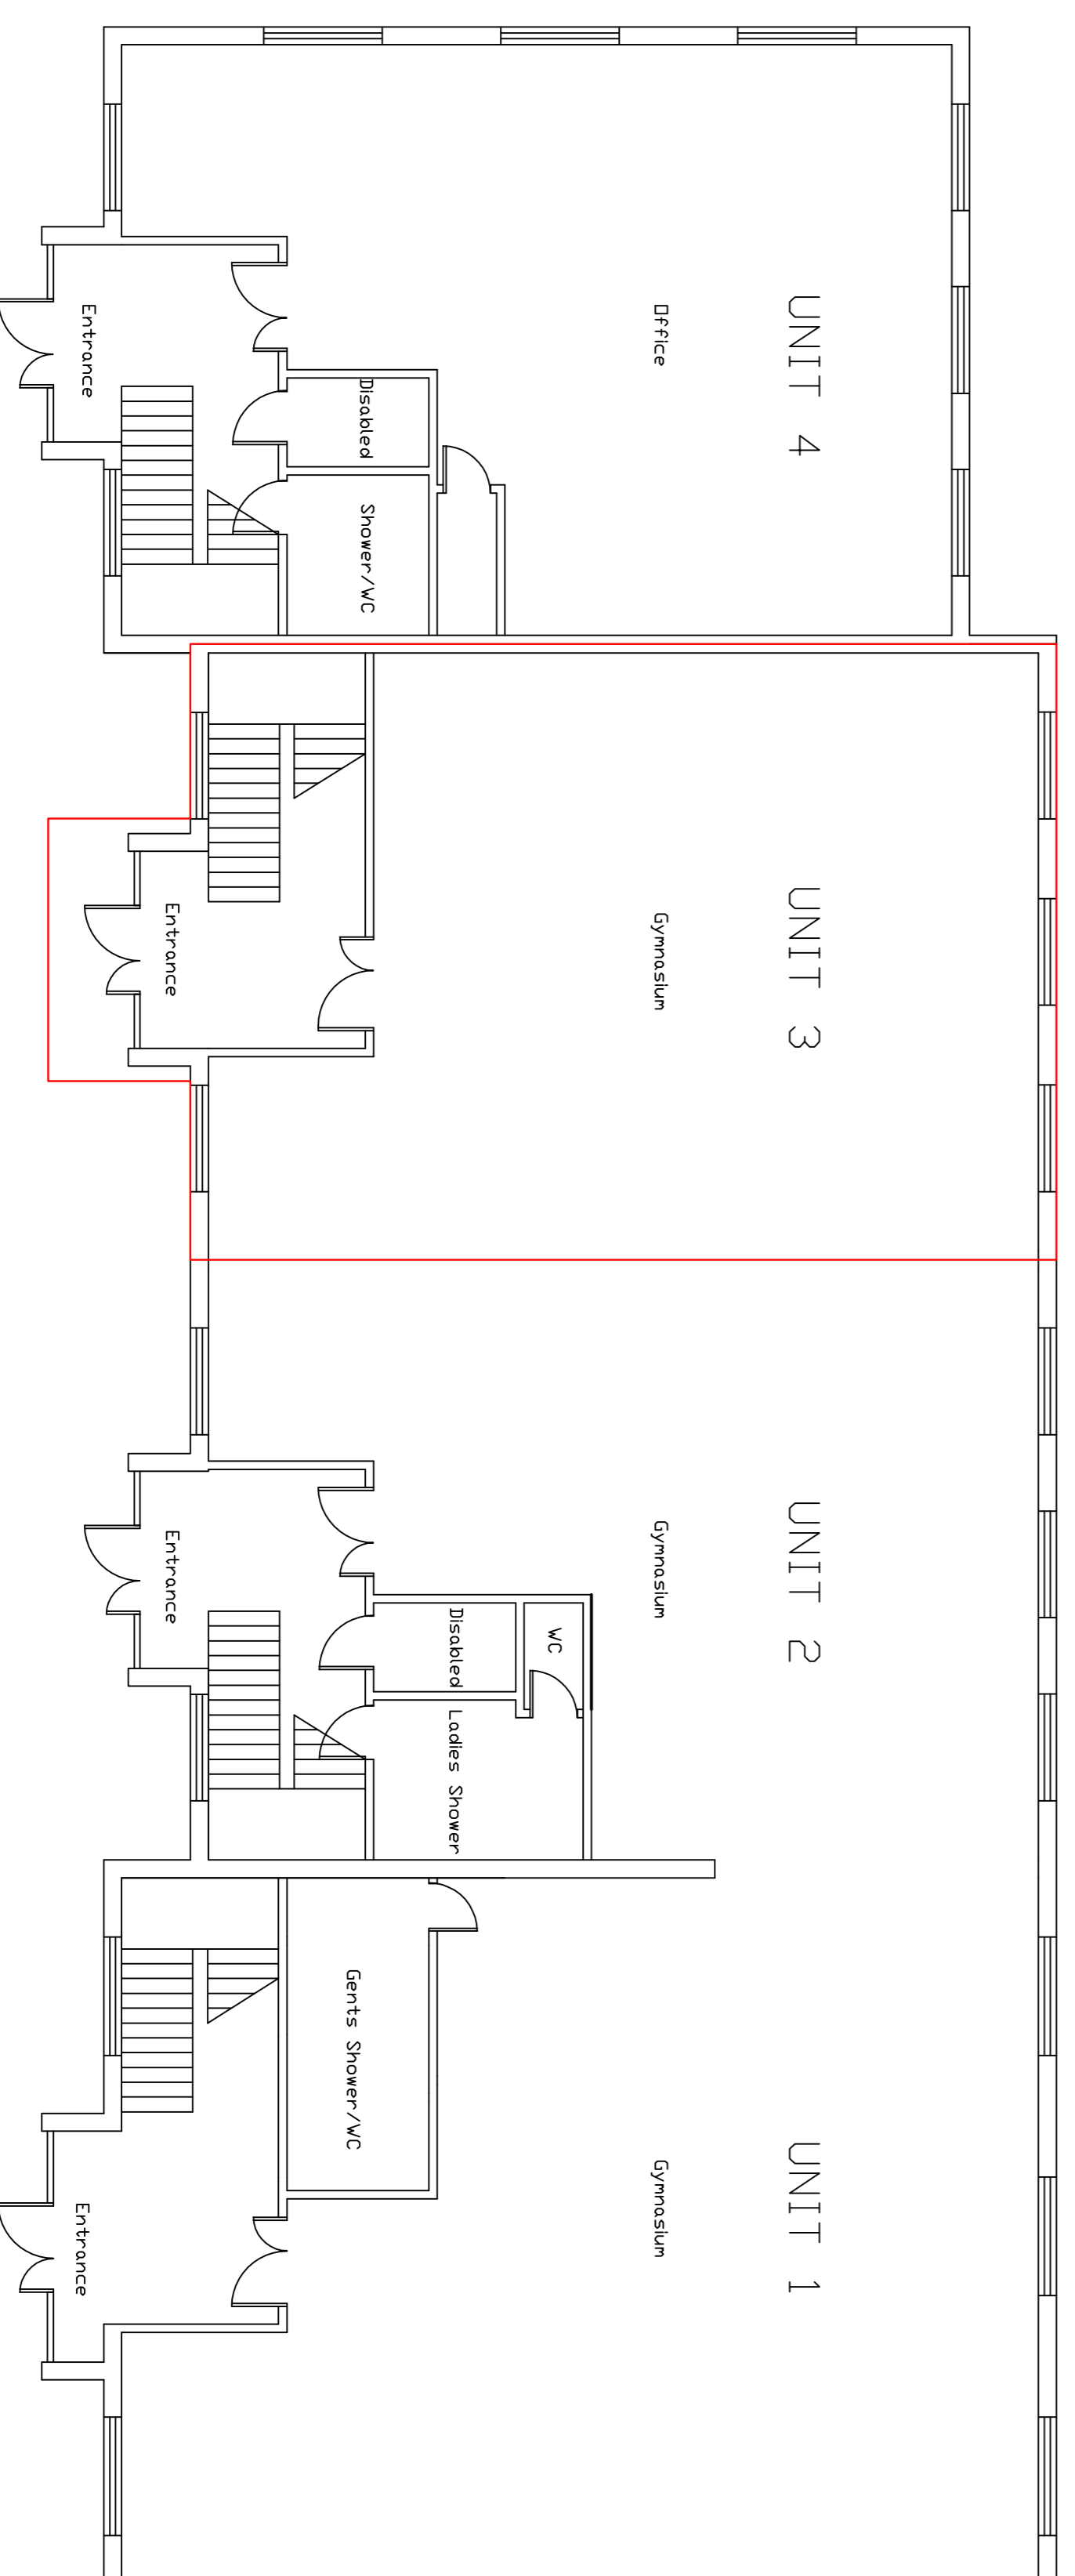 UNIT 4
Office
Disabled
Shower/WC
Entrance
UNIT 3
Gymnasium
Entrance
UNIT 2
Gymnasium
WC
Disabled
Ladies Shower
Entrance
UNIT 1
Gymnasium
Gents Shower/WC
Entrance